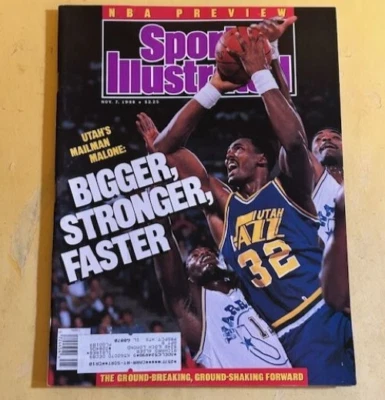 NBA PREVIEW
Sports
Illustrated
NOV. 7, 1988 • $2.25
UTAH'S
MAILMAN
MALONE:
BIGGER,
STRONGER,
FASTER
UTAH
JAZZ
32
1
THE GROUND-BREAKING, GROUND-SHAKING FORWARD